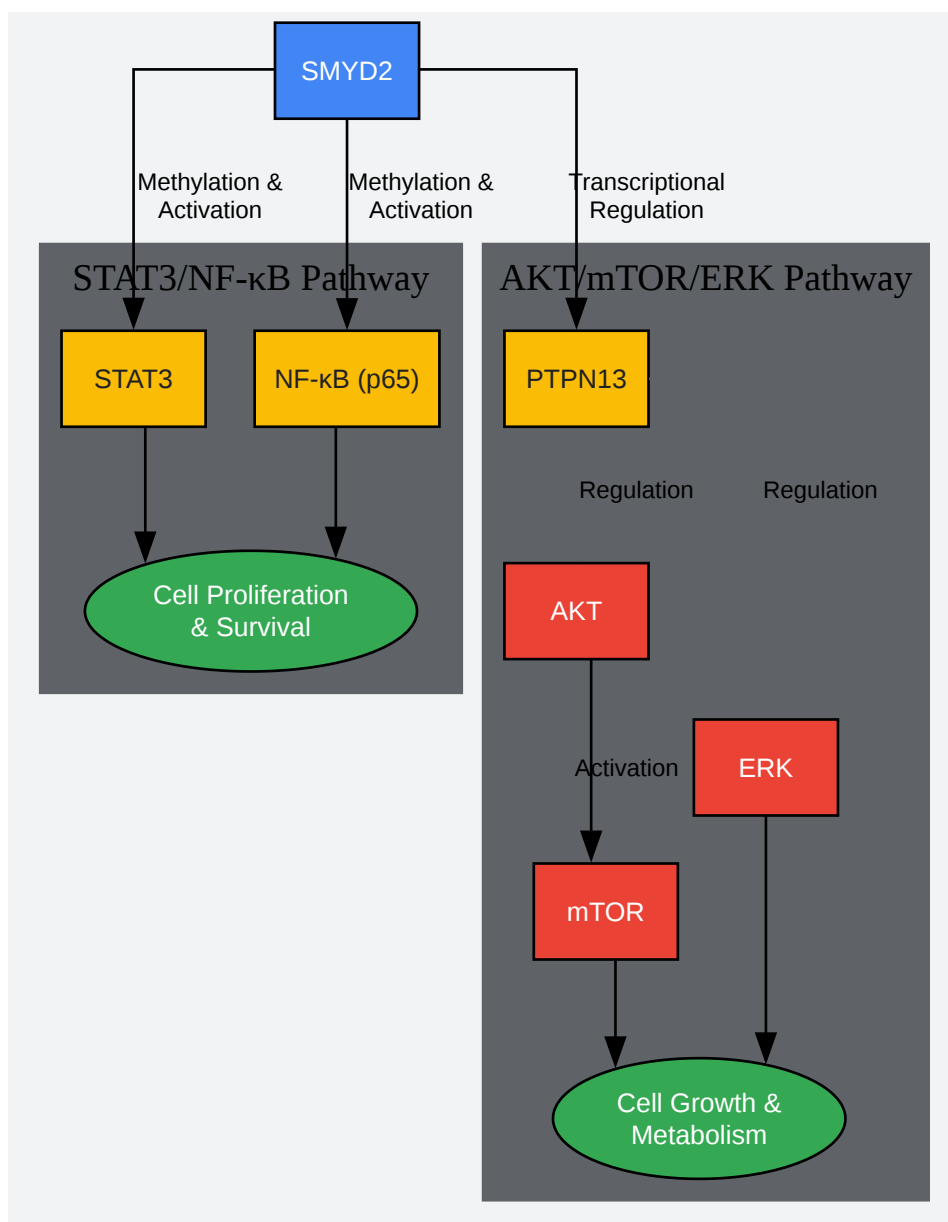 SMYD2
Methylation &
Activation
Methylation &
Activation
Transcriptional
Regulation
STAT3/NF-κB Pathway
AKT/mTOR/ERK Pathway
STAT3
NF-κB (p65)
PTPN13
Regulation
Regulation
Cell Proliferation
& Survival
AKT
Activation
ERK
mTOR
Cell Growth &
Metabolism